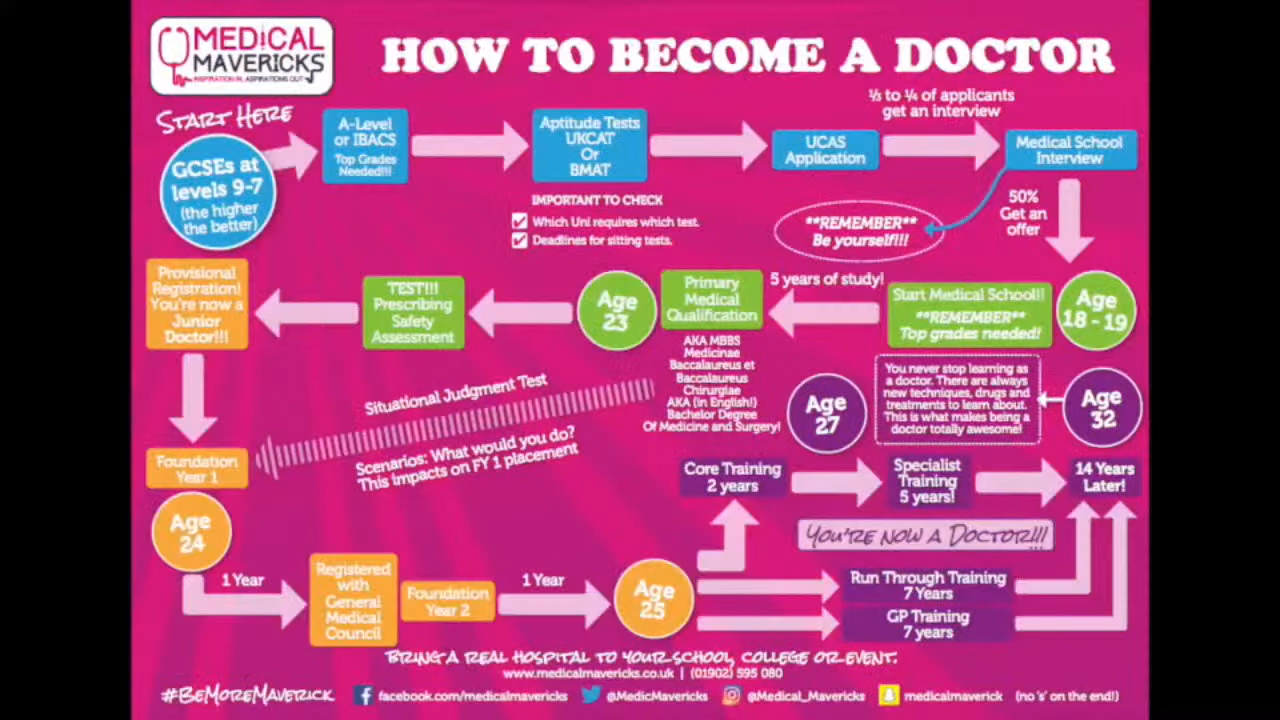 MEDICAL
MAVERICKS
INSPIRATION IN, ASPIRATIONS OUT
HOW TO BECOME A DOCTOR
START HERE
GCSEs at
levels 9-7
(the higher
the better)
A-Level
or IBACS
Top Grades
Needed!!!
Aptitude Tests
UKCAT
Or
BMAT
IMPORTANT TO CHECK
Which Uni requires which test.
Deadlines for sitting tests.
UCAS
Application
⅓ to ¼ of applicants
get an interview
Medical School
Interview
**REMEMBER**
Be yourself!!!
50%
Get an
offer
Age
18 - 19
Start Medical School!!
**REMEMBER**
Top grades needed!
5 years of study!
Primary
Medical
Qualification
AKA MBBS
Medicinae
Baccalaureus et
Baccalaureus
Chirurgiae
AKA (in English!)
Bachelor Degree
Of Medicine and Surgery!
Age
23
TEST!!!
Prescribing
Safety
Assessment
Provisional
Registration!
You're now a
Junior
Doctor!!!
Situational Judgment Test
Scenarios: What would you do?
This impacts on FY 1 placement
Foundation
Year 1
Age
24
1 Year
Registered
with
General
Medical
Council
Foundation
Year 2
1 Year
Age
25
Core Training
2 years
Age
27
Specialist
Training
5 years!
14 Years
Later!
Age
32
You never stop learning as
a doctor. There are always
new techniques, drugs and
treatments to learn about.
This is what makes being a
doctor totally awesome!
YOU'RE NOW A DOCTOR!!!
Run Through Training
7 Years
GP Training
7 years
BRING A REAL HOSPITAL TO YOUR SCHOOL, COLLEGE OR EVENT.
www.medicalmavericks.co.uk | (01902) 595 080
#BEMOREMAVERICK facebook.com/medicalmavericks @MedicMavericks @Medical_Mavericks medicalmaverick (no 's' on the end!)